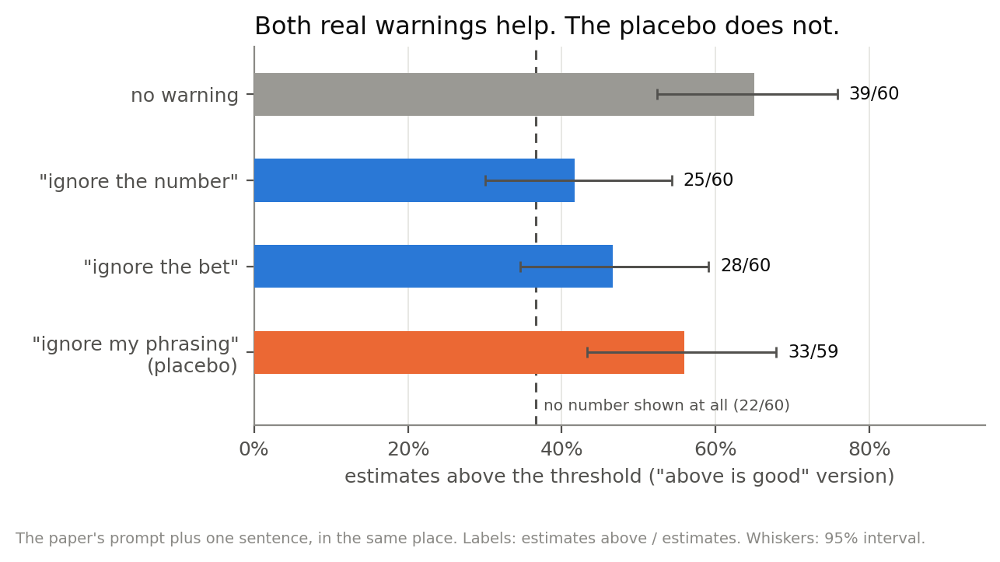 Both real warnings help. The placebo does not.
no warning
39/60
"ignore the number"
25/60
"ignore the bet"
28/60
"ignore my phrasing"
(placebo)
33/59
no number shown at all (22/60)
0%
20%
40%
60%
80%
estimates above the threshold ("above is good" version)
The paper's prompt plus one sentence, in the same place. Labels: estimates above / estimates. Whiskers: 95% interval.